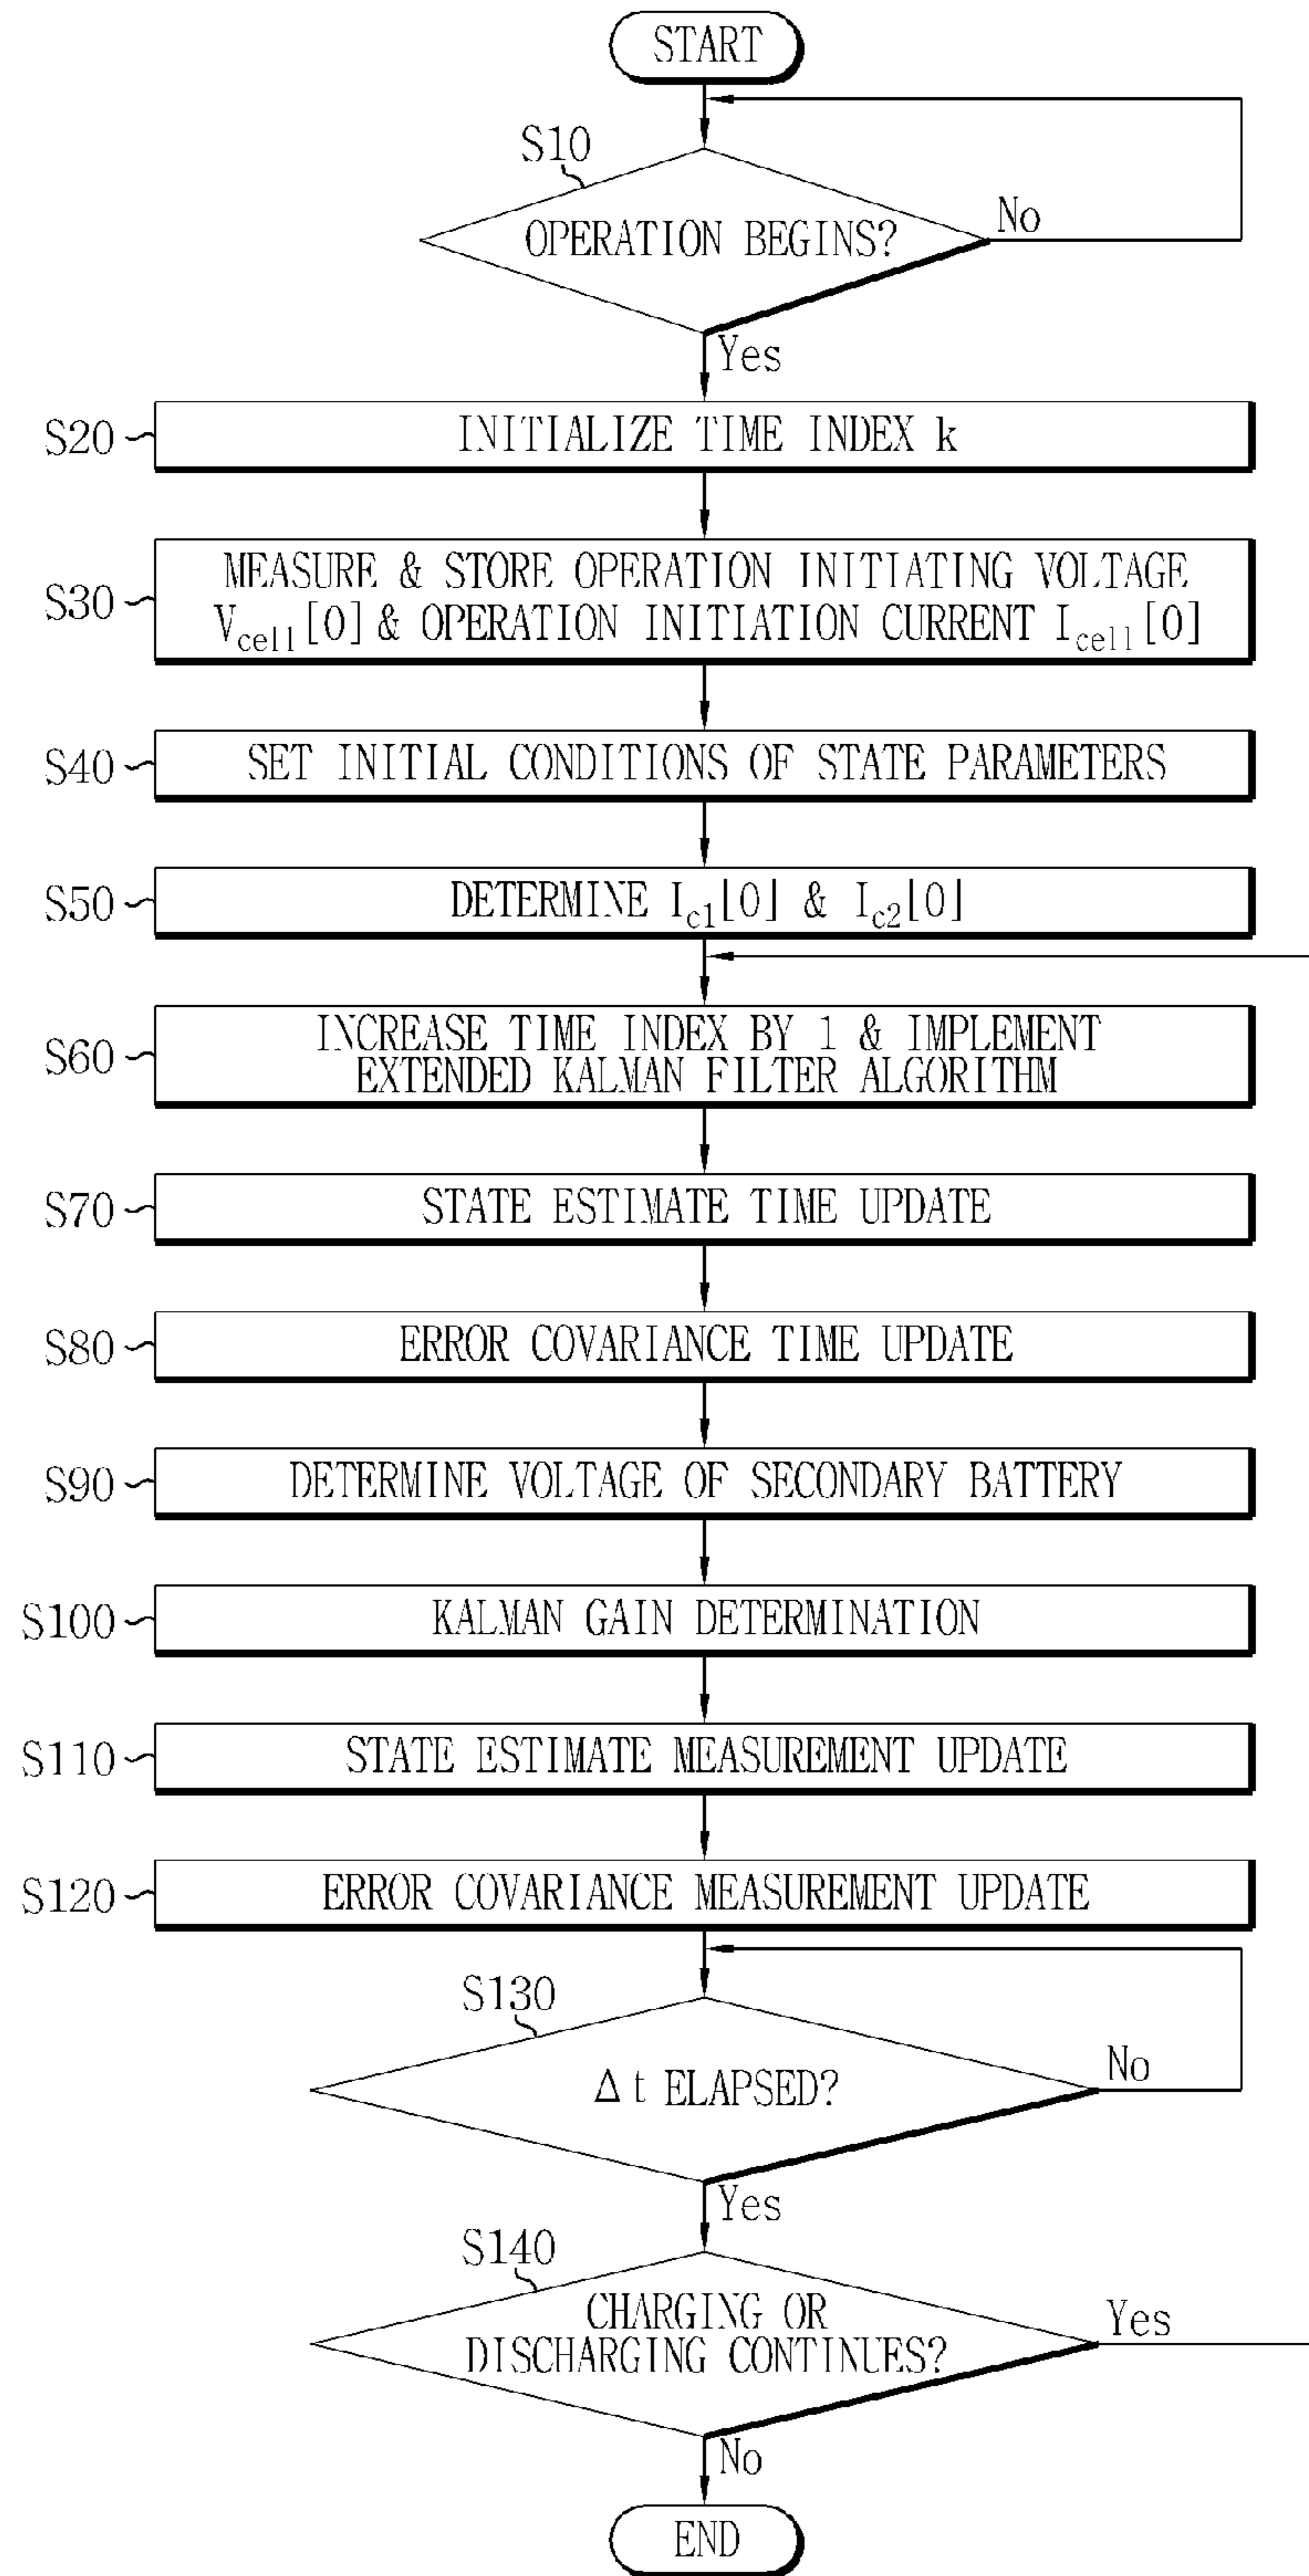 START
S10
OPERATION BEGINS?
No
Yes
S20
INITIALIZE TIME INDEX k
S30
MEASURE & STORE OPERATION INITIATING VOLTAGE
Vcell[0] & OPERATION INITIATION CURRENT Icell[0]
S40
SET INITIAL CONDITIONS OF STATE PARAMETERS
S50
DETERMINE Ic1[0] & Ic2[0]
S60
INCREASE TIME INDEX BY 1 & IMPLEMENT
EXTENDED KALMAN FILTER ALGORITHM
S70
STATE ESTIMATE TIME UPDATE
S80
ERROR COVARIANCE TIME UPDATE
S90
DETERMINE VOLTAGE OF SECONDARY BATTERY
S100
KALMAN GAIN DETERMINATION
S110
STATE ESTIMATE MEASUREMENT UPDATE
S120
ERROR COVARIANCE MEASUREMENT UPDATE
S130
Δt ELAPSED?
No
Yes
S140
CHARGING OR
DISCHARGING CONTINUES?
Yes
No
END